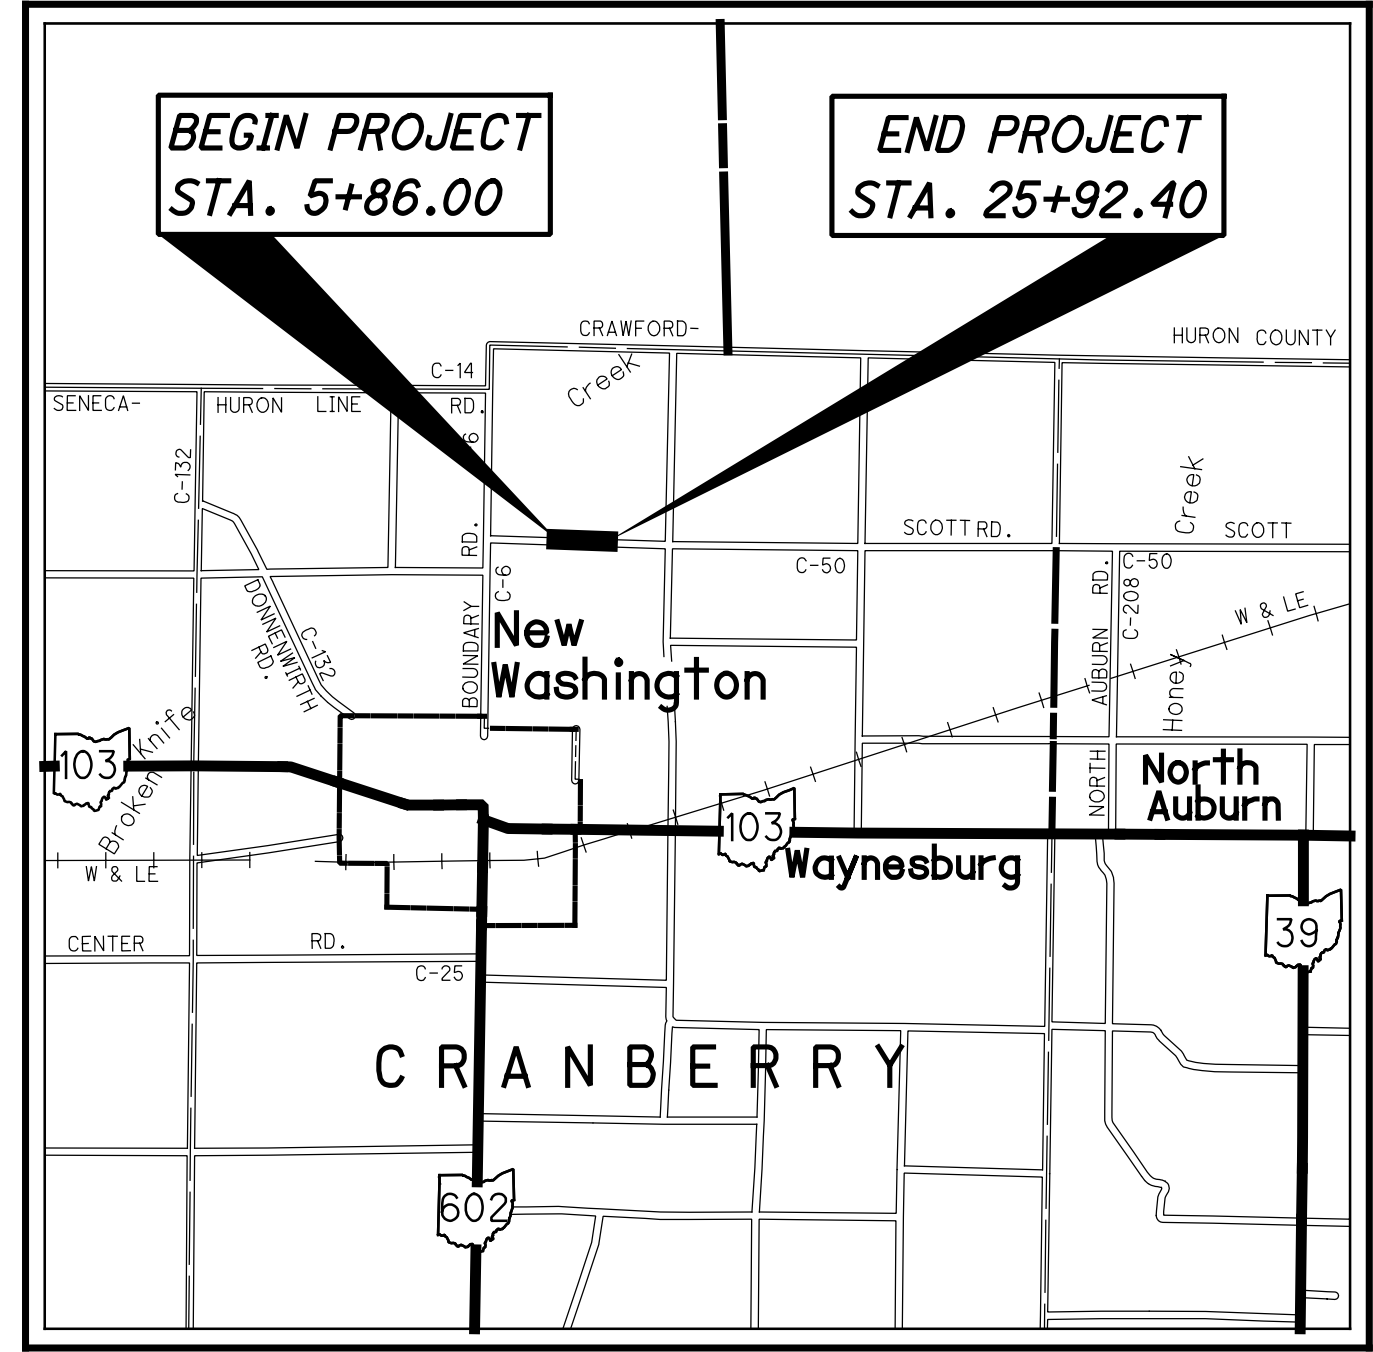 BEGIN PROJECT
STA. 5+86.00
END PROJECT
STA. 25+92.40
CRAWFORD-
HURON COUNTY
Creek
C-14
SENECA-
HURON LINE
RD.
6
C-132
RD.
Creek
SCOTT RD.
SCOTT
C-50
C-50
C-6
RD.
C-208
W & LE
DONNENWIRTH
RD.
C-132
BOUNDARY
New
Washington
AUBURN
Honey
Knife
Broken
103
NORTH
North
Auburn
103
Waynesburg
W & LE
CENTER
RD.
C-25
39
CRANBERRY
602